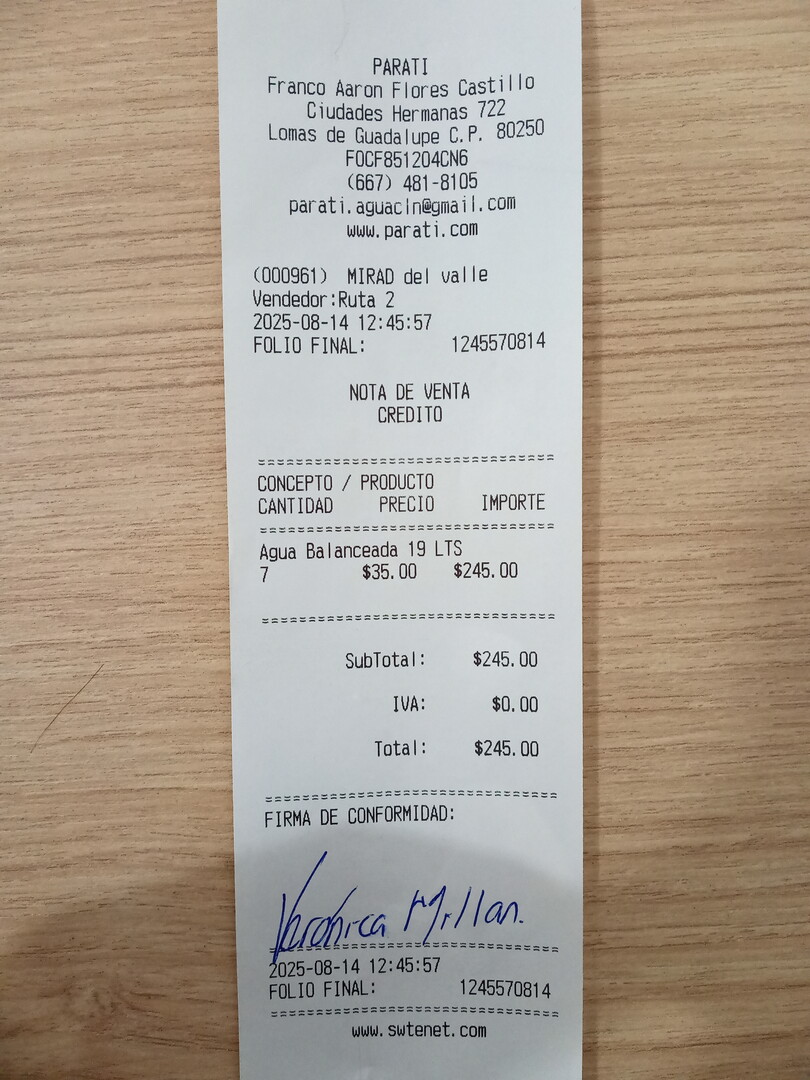 PARATI
Franco Aaron Flores Castillo
Ciudades Hermanas 722
Lomas de Guadalupe C.P. 80250
FOCF851204CN6
(667) 481-8105
parati.aguacln@gmail.com
www.parati.com
(000961) MIRAD del valle
Vendedor:Ruta 2
2025-08-14 12:45:57
FOLIO FINAL: 1245570814
NOTA DE VENTA
CREDITO
CONCEPTO / PRODUCTO
CANTIDAD PRECIO IMPORTE
Agua Balanceada 19 LTS
7 $35.00 $245.00
SubTotal: $245.00
IVA: $0.00
Total: $245.00
FIRMA DE CONFORMIDAD:
Verónica Millan.
2025-08-14 12:45:57
FOLIO FINAL: 1245570814
www.swtenet.com